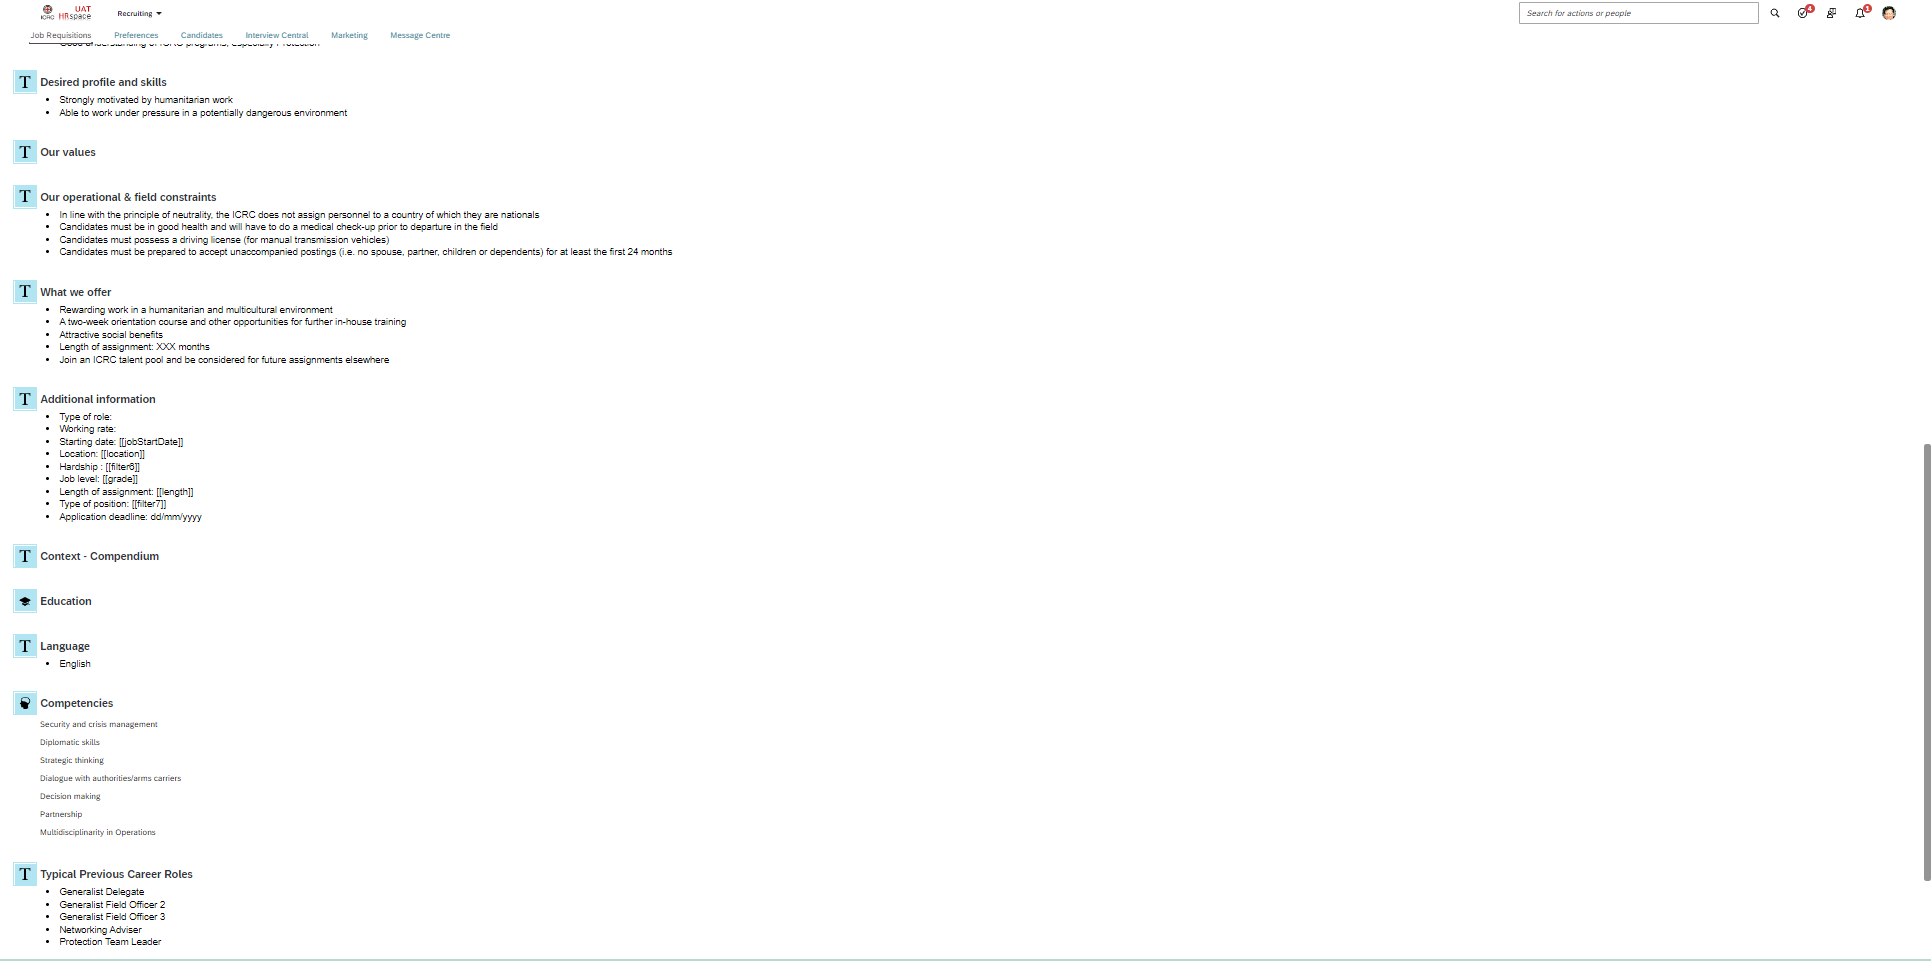 ICRC
UAT
HRspace
Recruiting
Search for actions or people
4
1
Job Requisitions
Preferences
Candidates
Interview Central
Marketing
Message Centre
Good understanding of ICRC programs, especially Protection
T Desired profile and skills
Strongly motivated by humanitarian work
Able to work under pressure in a potentially dangerous environment
T Our values
T Our operational & field constraints
In line with the principle of neutrality, the ICRC does not assign personnel to a country of which they are nationals
Candidates must be in good health and will have to do a medical check-up prior to departure in the field
Candidates must possess a driving license (for manual transmission vehicles)
Candidates must be prepared to accept unaccompanied postings (i.e. no spouse, partner, children or dependents) for at least the first 24 months
T What we offer
Rewarding work in a humanitarian and multicultural environment
A two-week orientation course and other opportunities for further in-house training
Attractive social benefits
Length of assignment: XXX months
Join an ICRC talent pool and be considered for future assignments elsewhere
T Additional information
Type of role:
Working rate:
Starting date: [[jobStartDate]]
Location: [[location]]
Hardship : [[filter6]]
Job level: [[grade]]
Length of assignment: [[length]]
Type of position: [[filter7]]
Application deadline: dd/mm/yyyy
T Context - Compendium
Education
T Language
English
Competencies
Security and crisis management
Diplomatic skills
Strategic thinking
Dialogue with authorities/arms carriers
Decision making
Partnership
Multidisciplinarity in Operations
T Typical Previous Career Roles
Generalist Delegate
Generalist Field Officer 2
Generalist Field Officer 3
Networking Adviser
Protection Team Leader